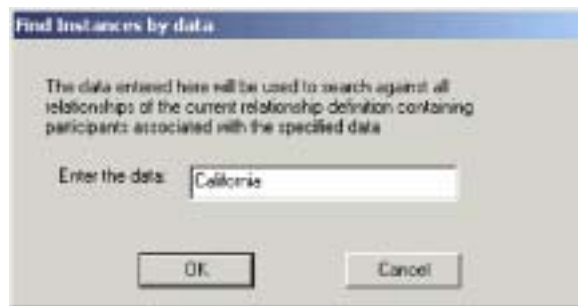 Find Instances by data
The data entered here will be used to search against all
relationships of the current relationship definition containing
participants associated with the specified data
Enter the data: California
OK Cancel